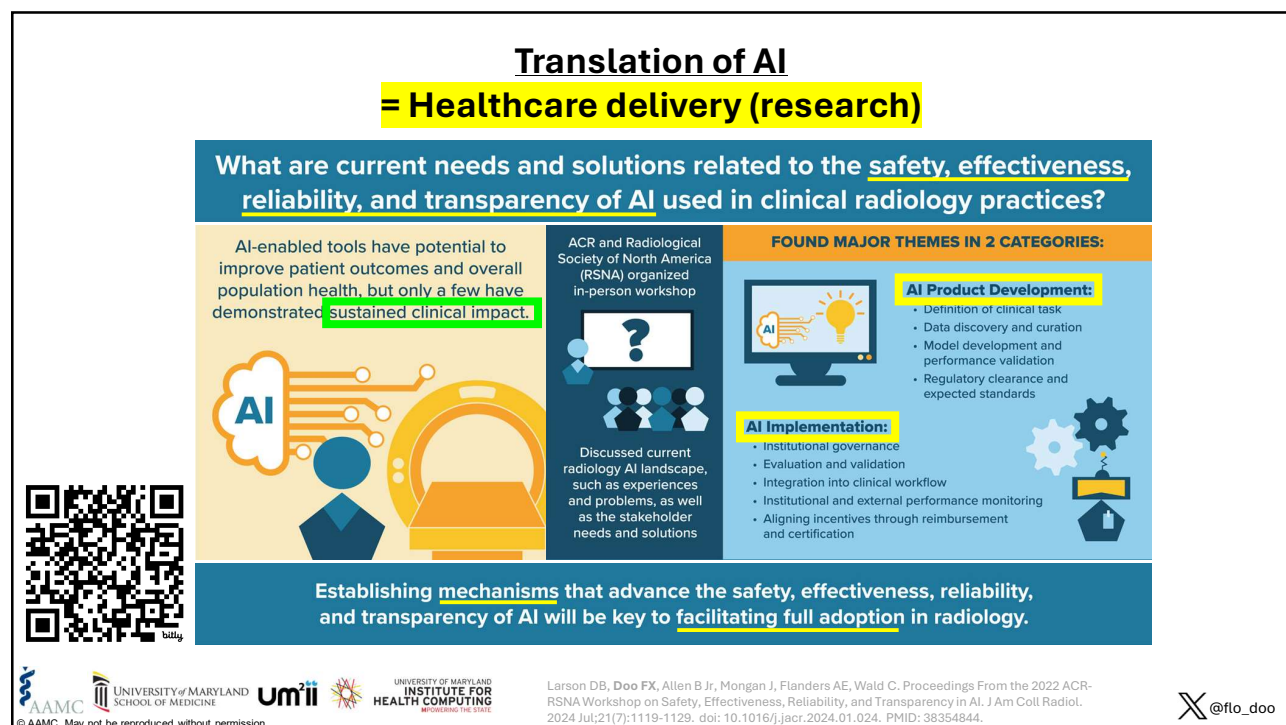 Translation of AI
= Healthcare delivery (research)
What are current needs and solutions related to the safety, effectiveness,
reliability, and transparency of AI used in clinical radiology practices?
AI-enabled tools have potential to
improve patient outcomes and overall
population health, but only a few have
demonstrated sustained clinical impact.
AI
ACR and Radiological
Society of North America
(RSNA) organized
in-person workshop
?
Discussed current
radiology AI landscape,
such as experiences
and problems, as well
as the stakeholder
needs and solutions
FOUND MAJOR THEMES IN 2 CATEGORIES:
AI
AI Product Development:
• Definition of clinical task
• Data discovery and curation
• Model development and
performance validation
• Regulatory clearance and
expected standards
AI Implementation:
• Institutional governance
• Evaluation and validation
• Integration into clinical workflow
• Institutional and external performance monitoring
• Aligning incentives through reimbursement
and certification
Establishing mechanisms that advance the safety, effectiveness, reliability,
and transparency of AI will be key to facilitating full adoption in radiology.
bitly
AAMC
UNIVERSITY of MARYLAND
SCHOOL OF MEDICINE
um²ii
UNIVERSITY OF MARYLAND
INSTITUTE FOR
HEALTH COMPUTING
MPOWERING THE STATE
Larson DB, Doo FX, Allen B Jr, Mongan J, Flanders AE, Wald C. Proceedings From the 2022 ACR-
RSNA Workshop on Safety, Effectiveness, Reliability, and Transparency in AI. J Am Coll Radiol.
2024 Jul;21(7):1119-1129. doi: 10.1016/j.jacr.2024.01.024. PMID: 38354844.
@flo_doo
© AAMC. May not be reproduced without permission